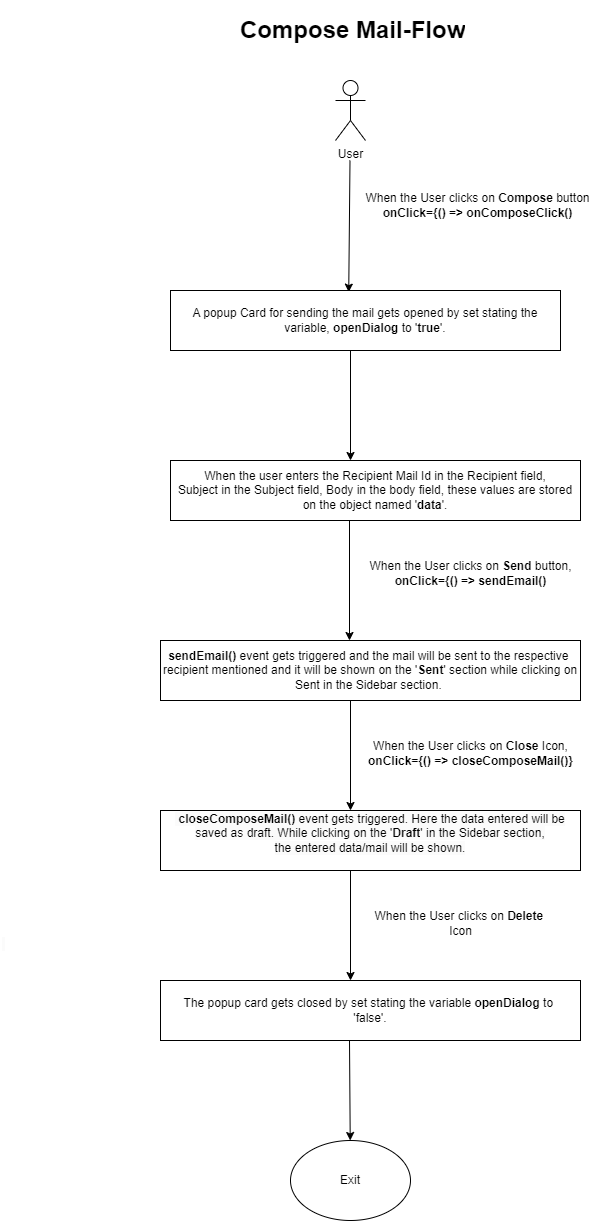 Compose Mail-Flow
User
When the User clicks on Compose button
onClick={() => onComposeClick()
A popup Card for sending the mail gets opened by set stating the
variable, openDialog to 'true'.
When the user enters the Recipient Mail Id in the Recipient field,
Subject in the Subject field, Body in the body field, these values are stored
on the object named 'data'.
When the User clicks on Send button,
onClick={() => sendEmail()
sendEmail() event gets triggered and the mail will be sent to the respective
recipient mentioned and it will be shown on the 'Sent' section while clicking on
Sent in the Sidebar section.
When the User clicks on Close Icon,
onClick={() => closeComposeMail()}
closeComposeMail() event gets triggered. Here the data entered will be
saved as draft. While clicking on the 'Draft' in the Sidebar section,
the entered data/mail will be shown.
When the User clicks on Delete
Icon
The popup card gets closed by set stating the variable openDialog to
'false'.
Exit